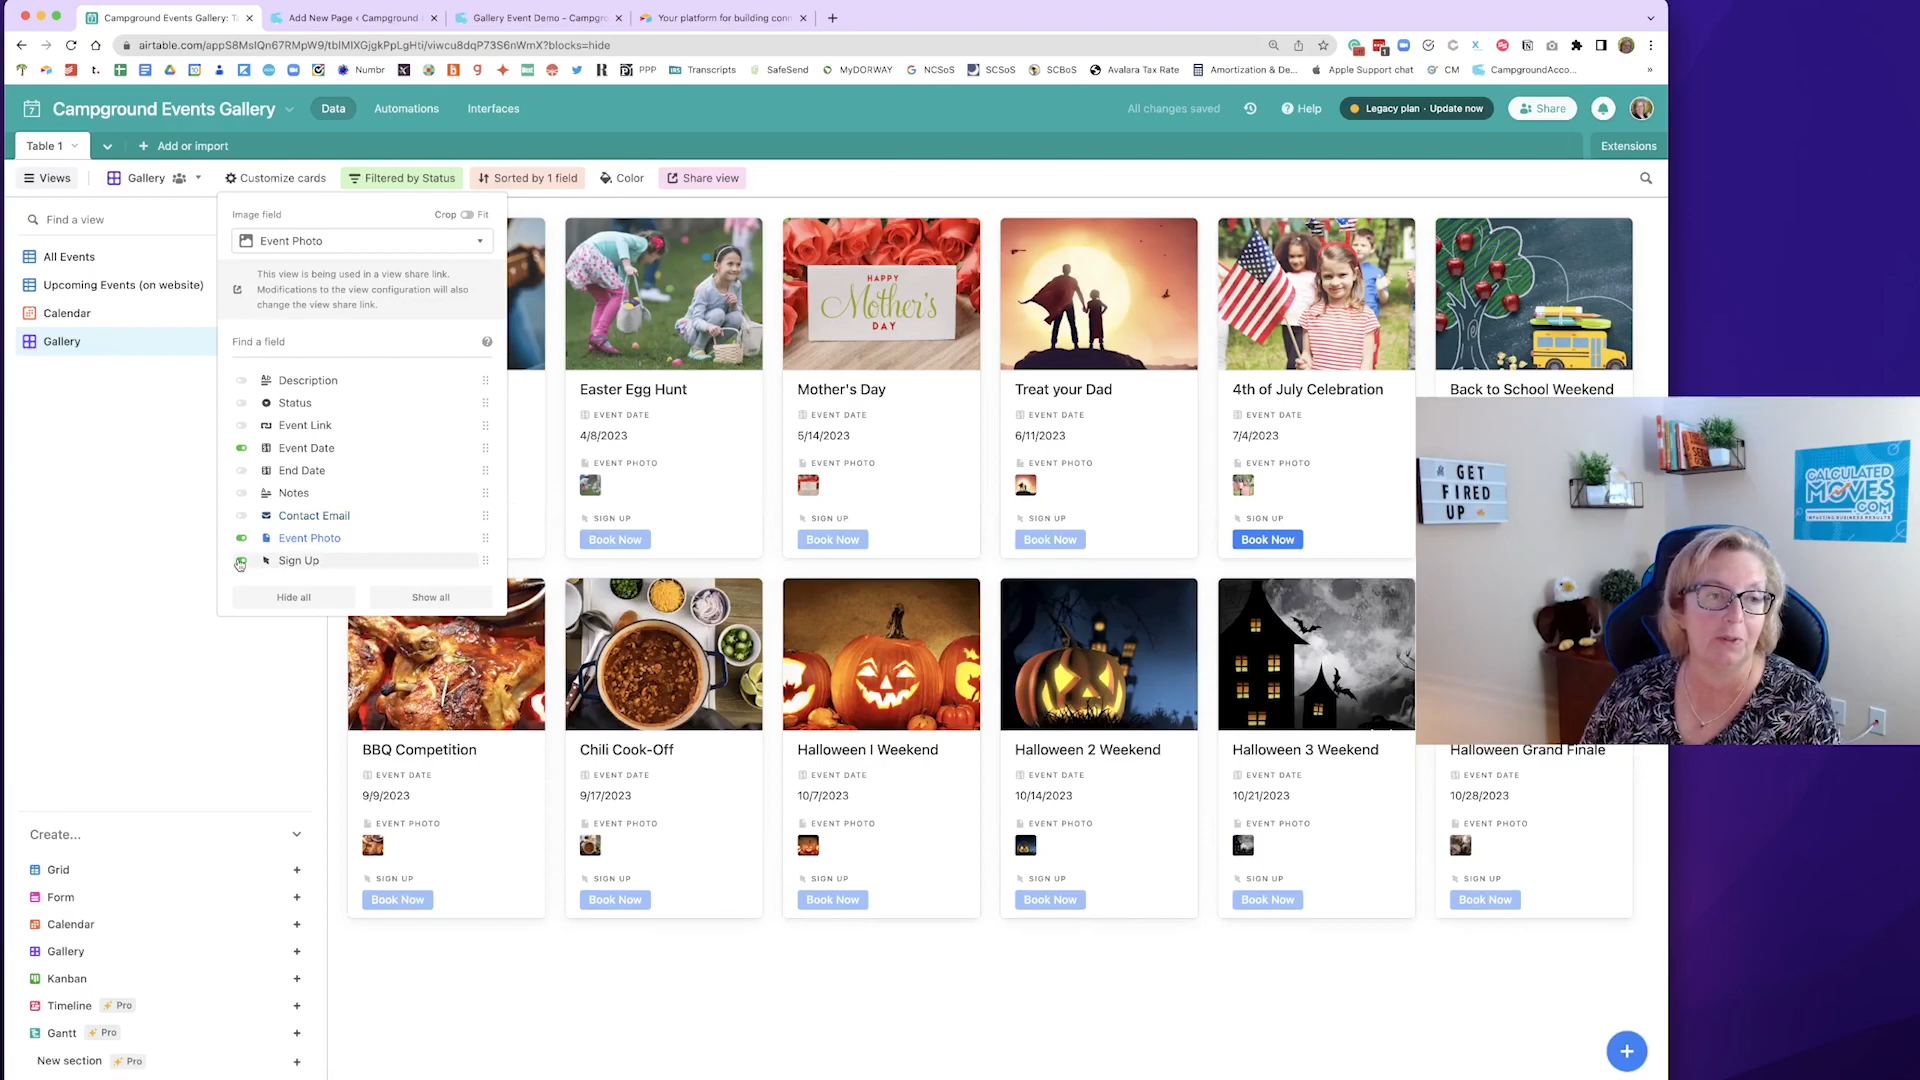 Campground Events Gallery: Ta
Add New Page ‹ Campground A
Gallery Event Demo - Campgro
Your platform for building conn
airtable.com/appS8MsIQn67RMpW9/tblMIXGjgkPpLgHti/viwcu8dqP73S6nWmX?blocks=hide
Numbr
PPP
Transcripts
SafeSend
MyDORWAY
NCSoS
SCSoS
SCBoS
Avalara Tax Rate
Amortization & De...
Apple Support chat
CM
CampgroundAcco...
Campground Events Gallery
Data
Automations
Interfaces
All changes saved
Help
Legacy plan · Update now
Share
Table 1
Add or import
Extensions
Views
Gallery
Customize cards
Filtered by Status
Sorted by 1 field
Color
Share view
Find a view
All Events
Upcoming Events (on website)
Calendar
Gallery
Image field
Crop
Fit
Event Photo
This view is being used in a view share link.
Modifications to the view configuration will also
change the view share link.
Find a field
Description
Status
Event Link
Event Date
End Date
Notes
Contact Email
Event Photo
Sign Up
Hide all
Show all
HAPPY
Mother's
DAY
Easter Egg Hunt
EVENT DATE
4/8/2023
EVENT PHOTO
SIGN UP
Book Now
Mother's Day
EVENT DATE
5/14/2023
EVENT PHOTO
SIGN UP
Book Now
Treat your Dad
EVENT DATE
6/11/2023
EVENT PHOTO
SIGN UP
Book Now
4th of July Celebration
EVENT DATE
7/4/2023
EVENT PHOTO
SIGN UP
Book Now
Back to School Weekend
GET
FIRED
UP
CALCULATED
MOVES
.COM
IMPACTING BUSINESS RESULTS
BBQ Competition
EVENT DATE
9/9/2023
EVENT PHOTO
SIGN UP
Book Now
Chili Cook-Off
EVENT DATE
9/17/2023
EVENT PHOTO
SIGN UP
Book Now
Halloween I Weekend
EVENT DATE
10/7/2023
EVENT PHOTO
SIGN UP
Book Now
Halloween 2 Weekend
EVENT DATE
10/14/2023
EVENT PHOTO
SIGN UP
Book Now
Halloween 3 Weekend
EVENT DATE
10/21/2023
EVENT PHOTO
SIGN UP
Book Now
Halloween Grand Finale
EVENT DATE
10/28/2023
EVENT PHOTO
SIGN UP
Book Now
Create...
Grid
Form
Calendar
Gallery
Kanban
Timeline
Pro
Gantt
Pro
New section
Pro